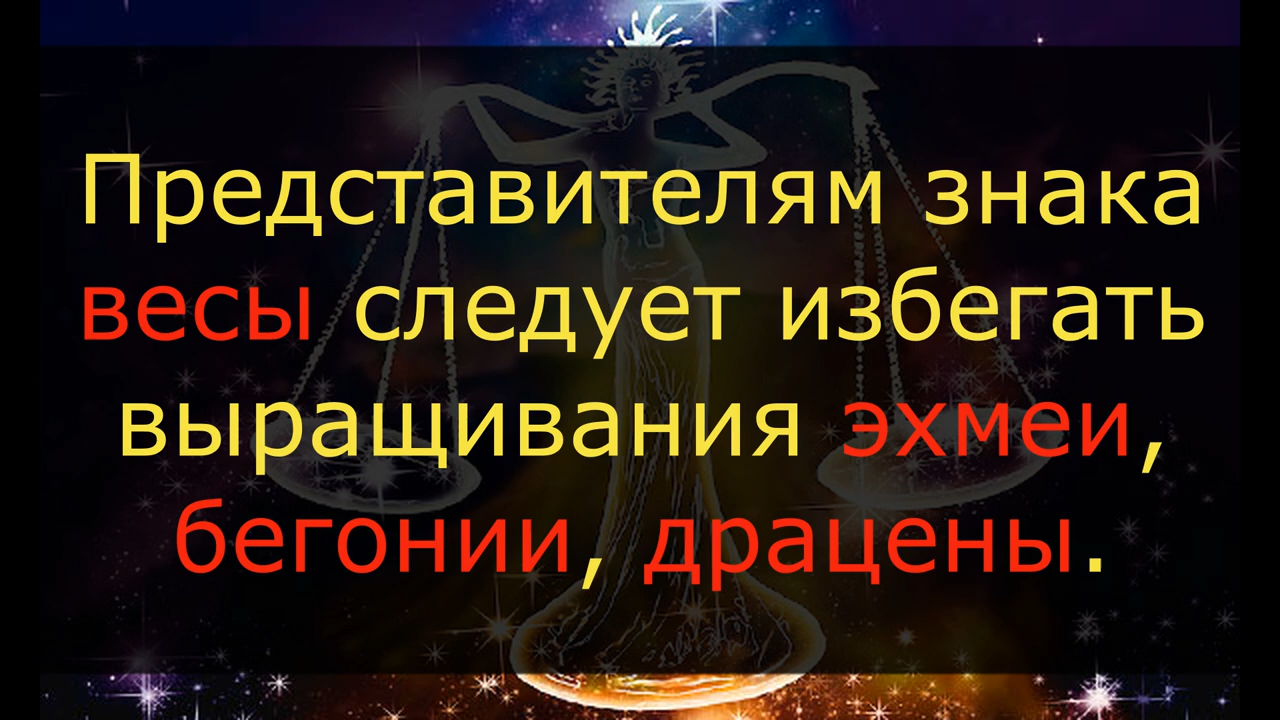 Представителям знака
весы следует избегать
выращивания эхмеи,
бегонии, драцены.